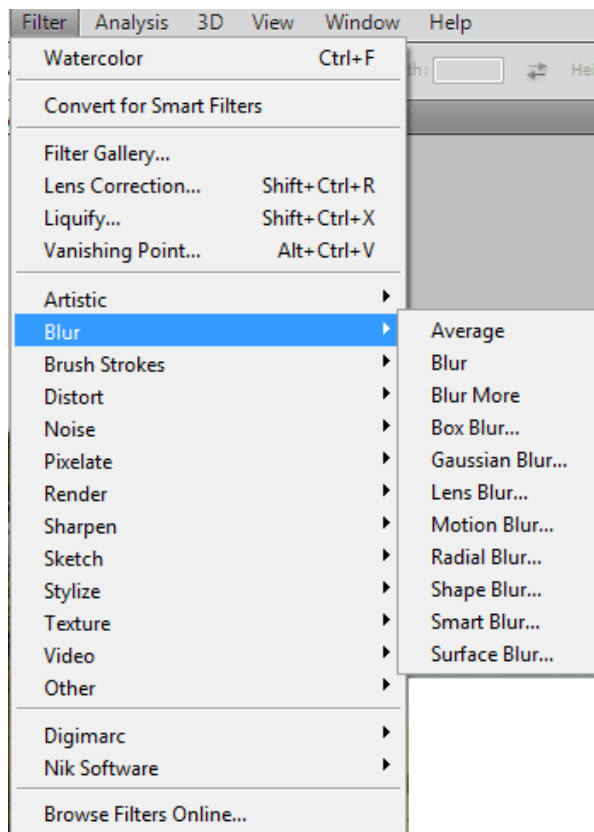 Filter Analysis 3D View Window Help
Watercolor Ctrl+F
Convert for Smart Filters
Filter Gallery...
Lens Correction... Shift+Ctrl+R
Liquify... Shift+Ctrl+X
Vanishing Point... Alt+Ctrl+V
Artistic
Blur
Brush Strokes
Distort
Noise
Pixelate
Render
Sharpen
Sketch
Stylize
Texture
Video
Other
Digimarc
Nik Software
Browse Filters Online...
Average
Blur
Blur More
Box Blur...
Gaussian Blur...
Lens Blur...
Motion Blur...
Radial Blur...
Shape Blur...
Smart Blur...
Surface Blur...